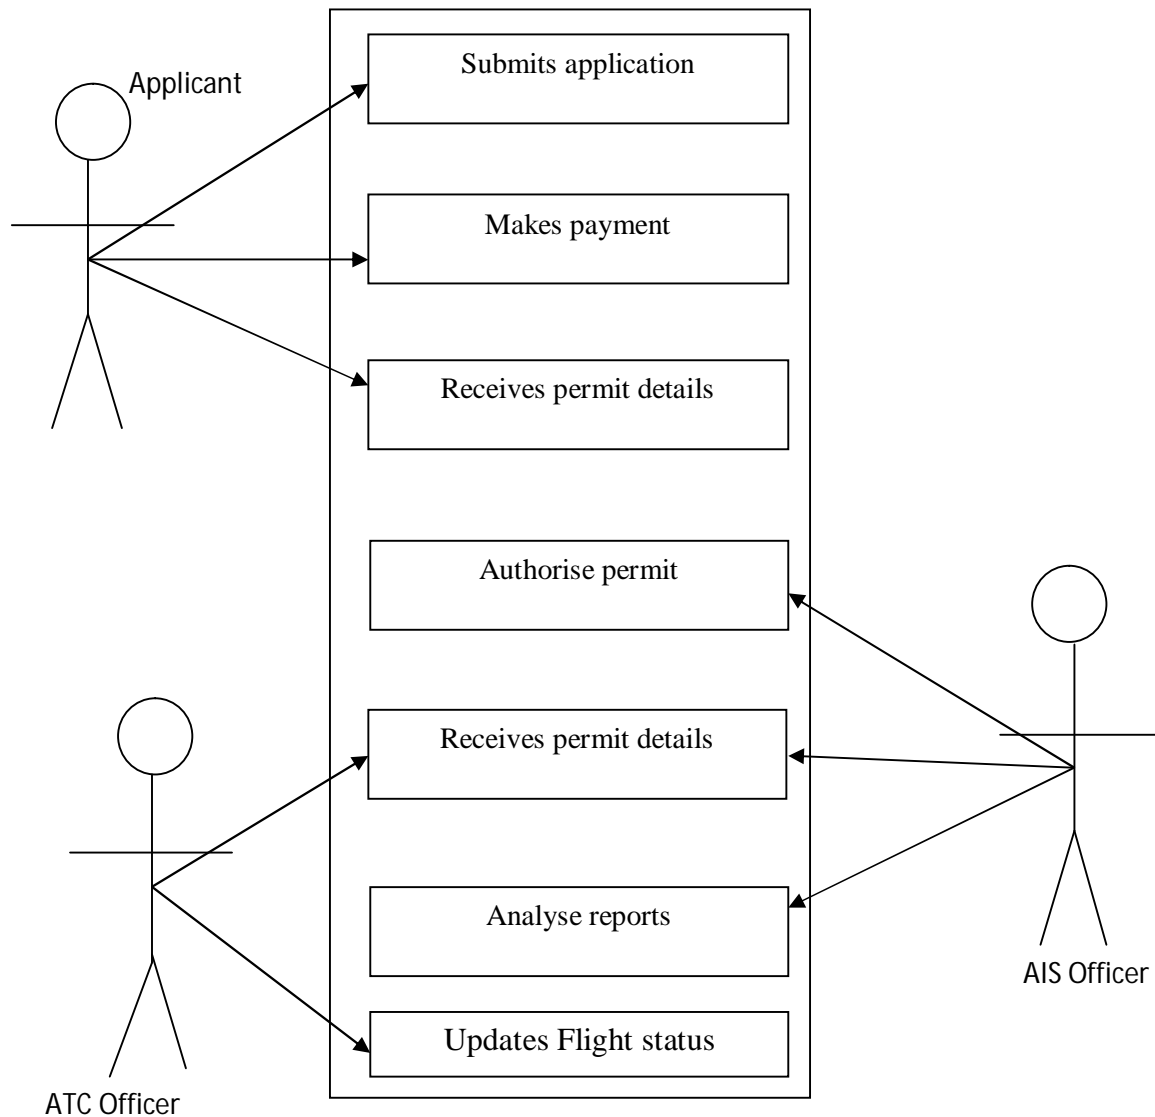 Submits application
Applicant
Makes payment
Receives permit details
Authorise permit
Receives permit details
Analyse reports
AIS Officer
Updates Flight status
ATC Officer